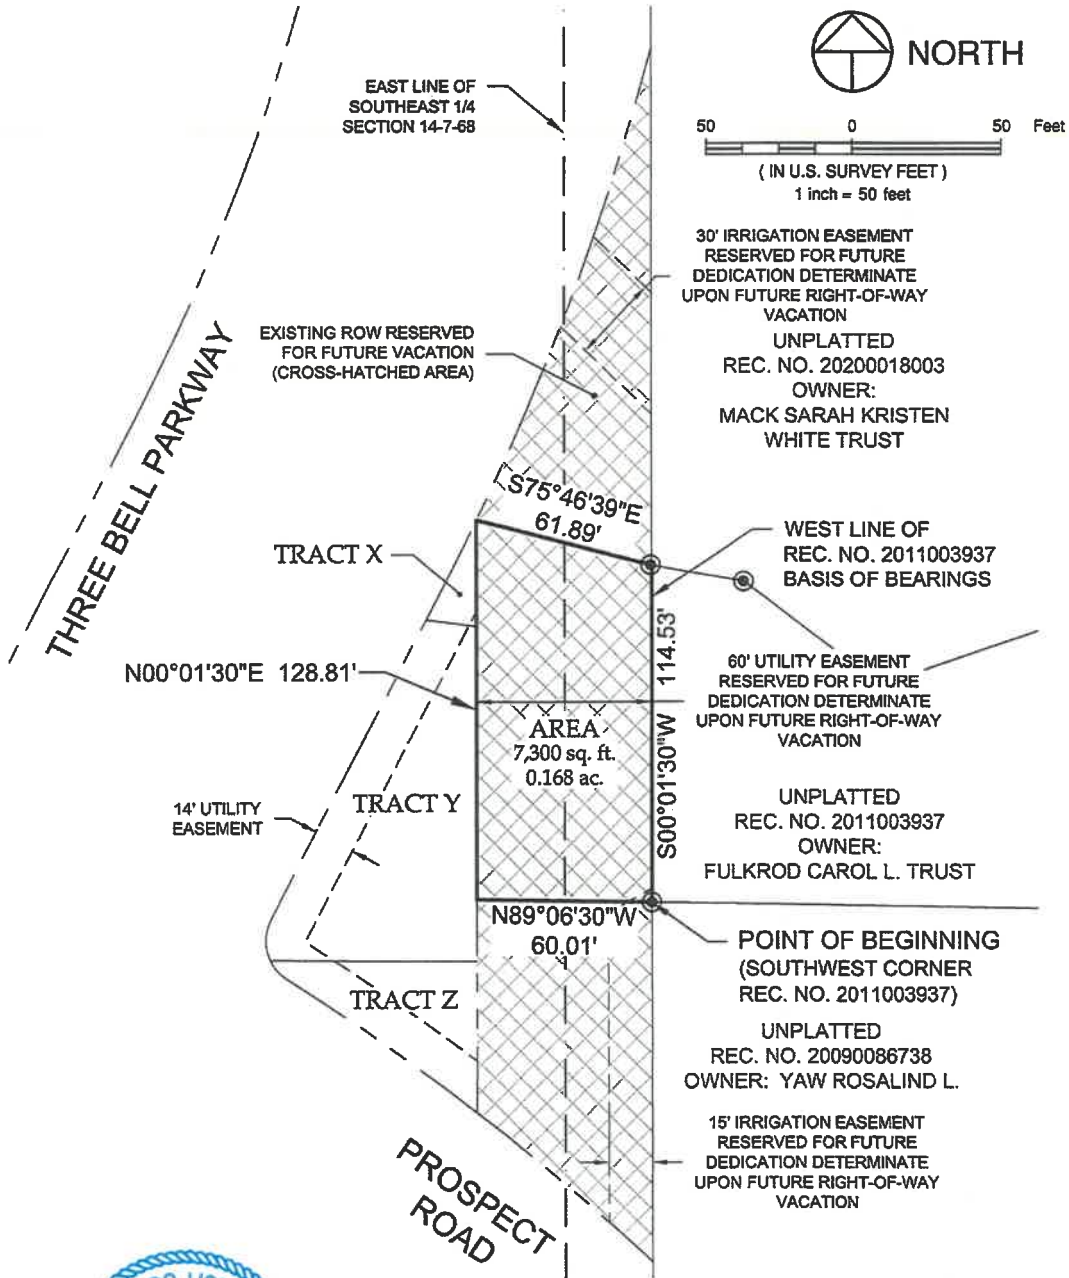 NORTH
EAST LINE OF
SOUTHEAST 1/4
SECTION 14-7-68
50 0 50 Feet
( IN U.S. SURVEY FEET )
1 inch = 50 feet
30' IRRIGATION EASEMENT
RESERVED FOR FUTURE
DEDICATION DETERMINATE
UPON FUTURE RIGHT-OF-WAY
VACATION
EXISTING ROW RESERVED
FOR FUTURE VACATION
(CROSS-HATCHED AREA)
UNPLATTED
REC. NO. 20200018003
OWNER:
MACK SARAH KRISTEN
WHITE TRUST
THREE BELL PARKWAY
S75°46'39"E
61.89'
WEST LINE OF
REC. NO. 2011003937
BASIS OF BEARINGS
TRACT X
N00°01'30"E 128.81'
S00°01'30"W 114.53'
60' UTILITY EASEMENT
RESERVED FOR FUTURE
DEDICATION DETERMINATE
UPON FUTURE RIGHT-OF-WAY
VACATION
AREA
7,300 sq. ft.
0.168 ac.
14' UTILITY
EASEMENT
TRACT Y
UNPLATTED
REC. NO. 2011003937
OWNER:
FULKROD CAROL L. TRUST
N89°06'30"W
60.01'
POINT OF BEGINNING
(SOUTHWEST CORNER
REC. NO. 2011003937)
TRACT Z
UNPLATTED
REC. NO. 20090086738
OWNER: YAW ROSALIND L.
15' IRRIGATION EASEMENT
RESERVED FOR FUTURE
DEDICATION DETERMINATE
UPON FUTURE RIGHT-OF-WAY
VACATION
PROSPECT
ROAD